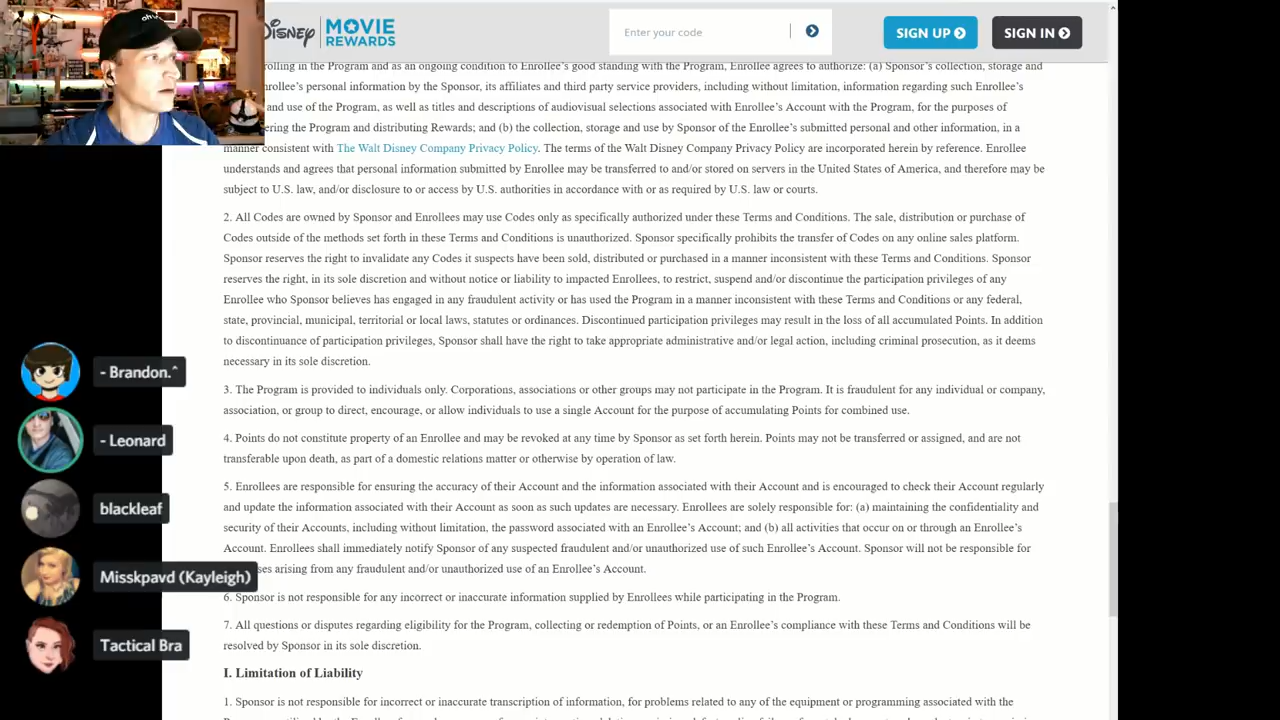 Disney MOVIE REWARDS
Enter your code
SIGN UP
SIGN IN
rolling in the Program and as an ongoing condition to Enrollee's good standing with the Program, Enrollee agrees to authorize: (a) Sponsor's collection, storage and
rollee's personal information by the Sponsor, its affiliates and third party service providers, including without limitation, information regarding such Enrollee's
and use of the Program, as well as titles and descriptions of audiovisual selections associated with Enrollee's Account with the Program, for the purposes of
ering the Program and distributing Rewards; and (b) the collection, storage and use by Sponsor of the Enrollee's submitted personal and other information, in a
manner consistent with The Walt Disney Company Privacy Policy. The terms of the Walt Disney Company Privacy Policy are incorporated herein by reference. Enrollee
understands and agrees that personal information submitted by Enrollee may be transferred to and/or stored on servers in the United States of America, and therefore may be
subject to U.S. law, and/or disclosure to or access by U.S. authorities in accordance with or as required by U.S. law or courts.
2. All Codes are owned by Sponsor and Enrollees may use Codes only as specifically authorized under these Terms and Conditions. The sale, distribution or purchase of
Codes outside of the methods set forth in these Terms and Conditions is unauthorized. Sponsor specifically prohibits the transfer of Codes on any online sales platform.
Sponsor reserves the right to invalidate any Codes it suspects have been sold, distributed or purchased in a manner inconsistent with these Terms and Conditions. Sponsor
reserves the right, in its sole discretion and without notice or liability to impacted Enrollees, to restrict, suspend and/or discontinue the participation privileges of any
Enrollee who Sponsor believes has engaged in any fraudulent activity or has used the Program in a manner inconsistent with these Terms and Conditions or any federal,
state, provincial, municipal, territorial or local laws, statutes or ordinances. Discontinued participation privileges may result in the loss of all accumulated Points. In addition
to discontinuance of participation privileges, Sponsor shall have the right to take appropriate administrative and/or legal action, including criminal prosecution, as it deems
necessary in its sole discretion.
3. The Program is provided to individuals only. Corporations, associations or other groups may not participate in the Program. It is fraudulent for any individual or company,
association, or group to direct, encourage, or allow individuals to use a single Account for the purpose of accumulating Points for combined use.
4. Points do not constitute property of an Enrollee and may be revoked at any time by Sponsor as set forth herein. Points may not be transferred or assigned, and are not
transferable upon death, as part of a domestic relations matter or otherwise by operation of law.
5. Enrollees are responsible for ensuring the accuracy of their Account and the information associated with their Account and is encouraged to check their Account regularly
and update the information associated with their Account as soon as such updates are necessary. Enrollees are solely responsible for: (a) maintaining the confidentiality and
security of their Accounts, including without limitation, the password associated with an Enrollee's Account; and (b) all activities that occur on or through an Enrollee's
Account. Enrollees shall immediately notify Sponsor of any suspected fraudulent and/or unauthorized use of such Enrollee's Account. Sponsor will not be responsible for
ses arising from any fraudulent and/or unauthorized use of an Enrollee's Account.
6. Sponsor is not responsible for any incorrect or inaccurate information supplied by Enrollees while participating in the Program.
7. All questions or disputes regarding eligibility for the Program, collecting or redemption of Points, or an Enrollee's compliance with these Terms and Conditions will be
resolved by Sponsor in its sole discretion.
I. Limitation of Liability
1. Sponsor is not responsible for incorrect or inaccurate transcription of information, for problems related to any of the equipment or programming associated with the
- Brandon.^
- Leonard
blackleaf
Misskpavd (Kayleigh)
Tactical Bra